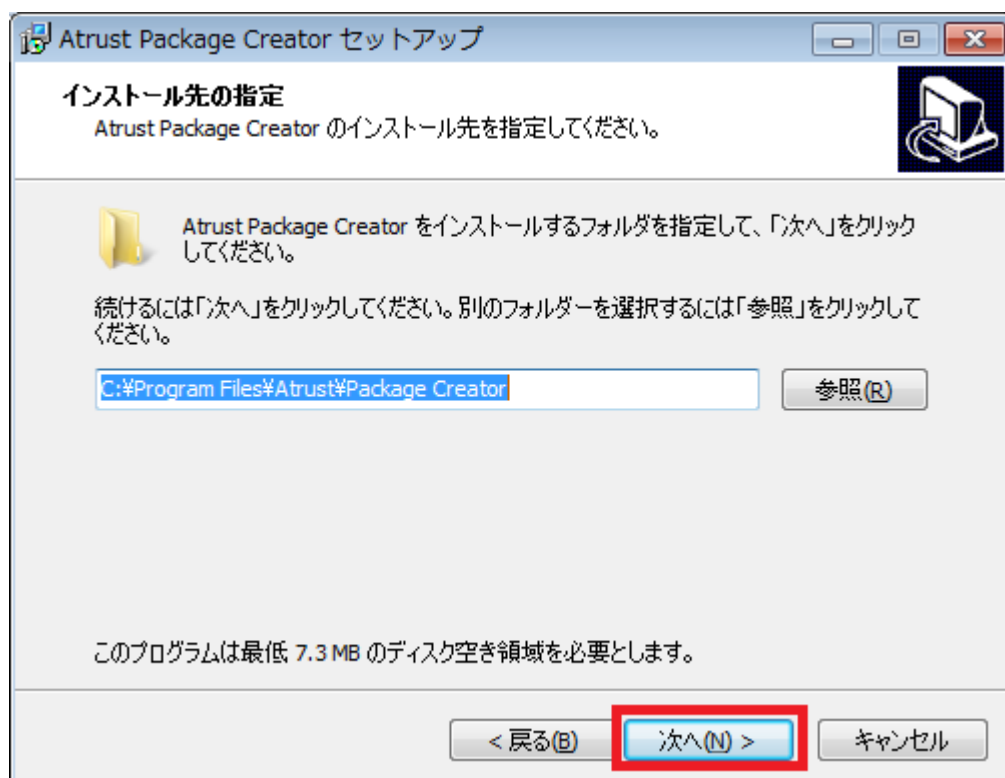 Atrust Package Creator セットアップ
インストール先の指定
Atrust Package Creator のインストール先を指定してください。
Atrust Package Creator をインストールするフォルダを指定して、「次へ」をクリック
してください。
続けるには「次へ」をクリックしてください。別のフォルダーを選択するには「参照」をクリックして
ください。
C:¥Program Files¥Atrust¥Package Creator
参照(R)
このプログラムは最低 7.3 MB のディスク空き領域を必要とします。
< 戻る(B)
次へ(N) >
キャンセル